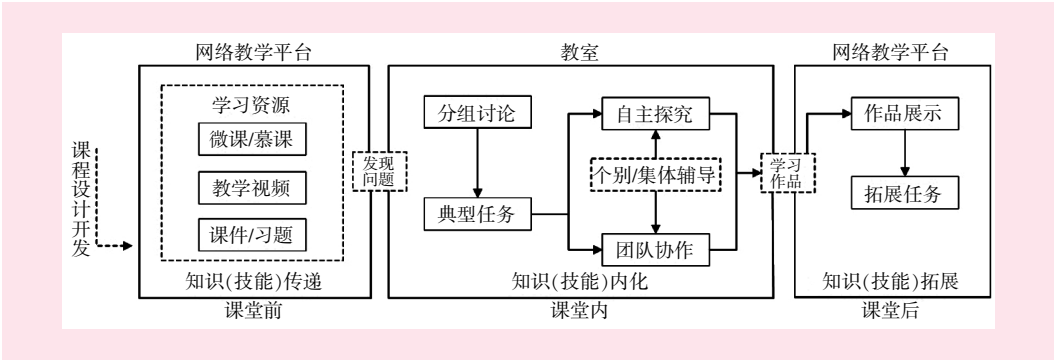 网络教学平台
教室
网络教学平台
课程设计开发
学习资源
微课/慕课
教学视频
课件/习题
知识(技能)传递
课堂前
发现
问题
分组讨论
典型任务
自主探究
个别/集体辅导
团队协作
知识(技能)内化
课堂内
学习
作品
作品展示
拓展任务
知识(技能)拓展
课堂后